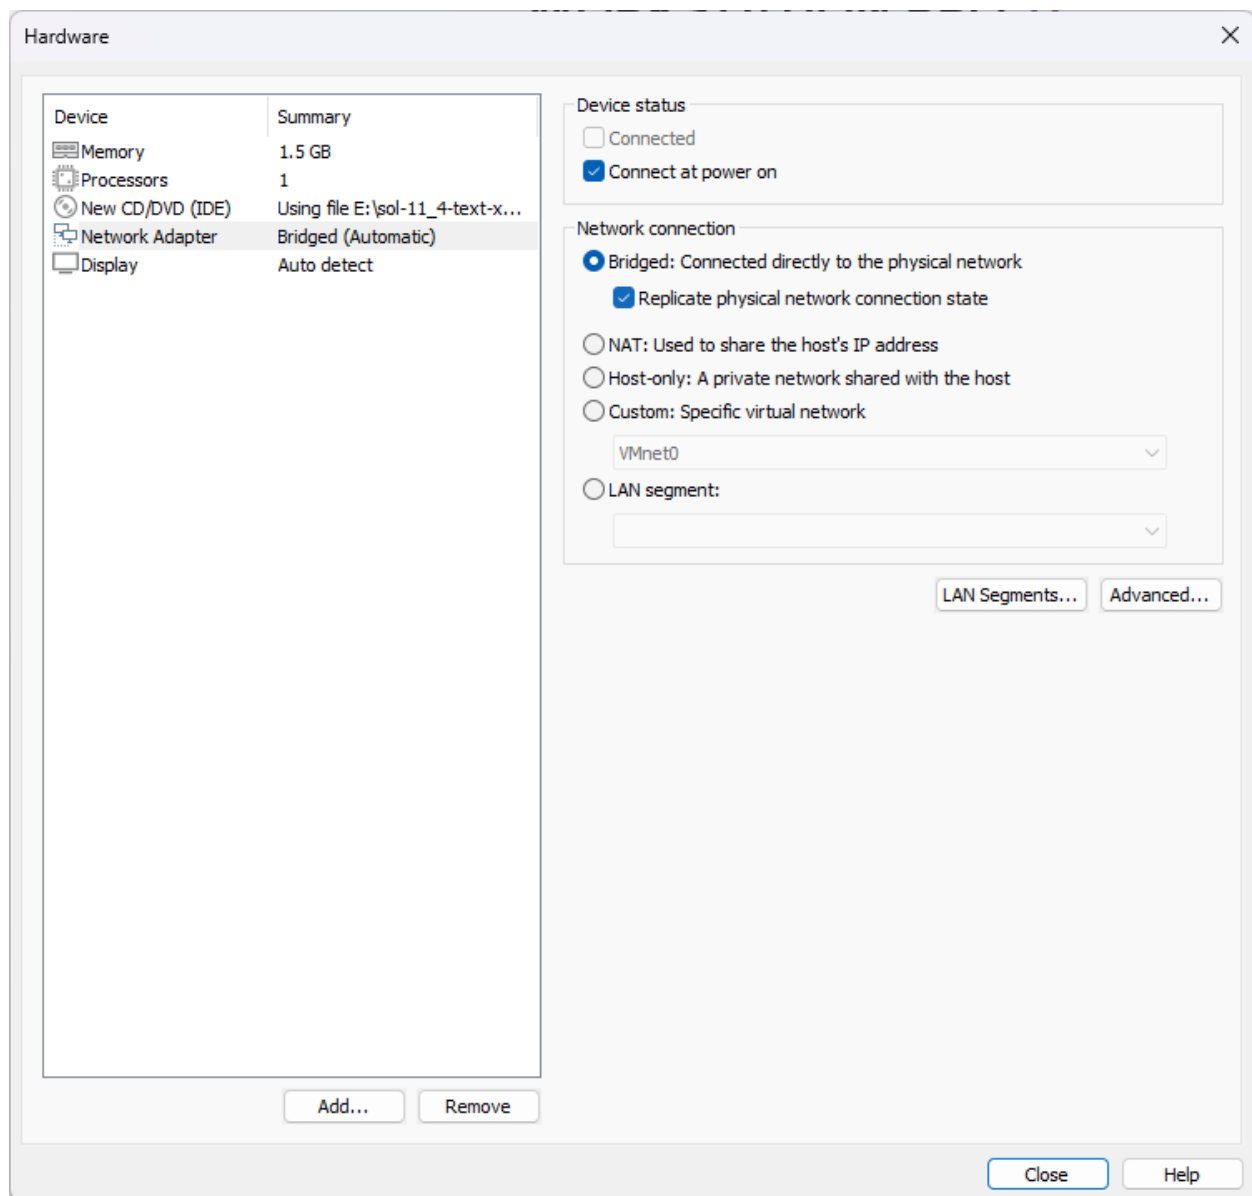 Hardware
Device Summary
Memory 1.5 GB
Processors 1
New CD/DVD (IDE) Using file E:\sol-11_4-text-x...
Network Adapter Bridged (Automatic)
Display Auto detect
Add... Remove
Device status
Connected
Connect at power on
Network connection
Bridged: Connected directly to the physical network
Replicate physical network connection state
NAT: Used to share the host's IP address
Host-only: A private network shared with the host
Custom: Specific virtual network
VMnet0
LAN segment:
LAN Segments... Advanced...
Close Help